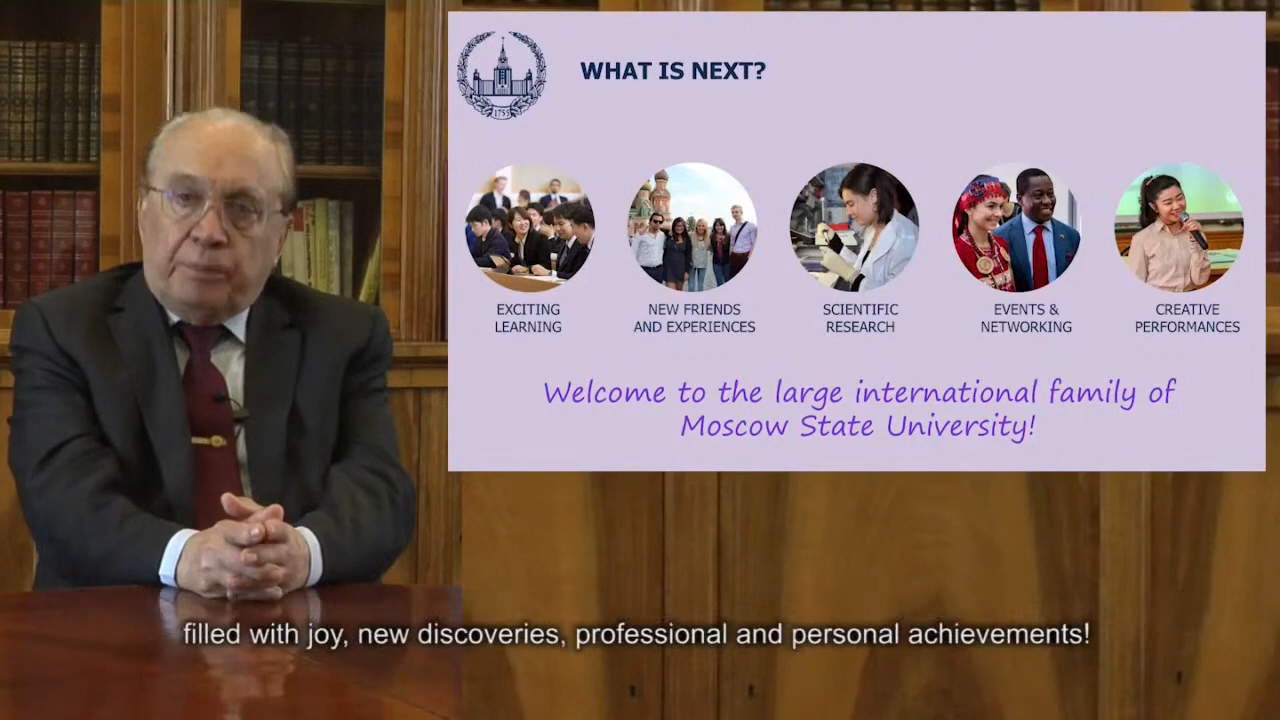 WHAT IS NEXT?
1755
EXCITING
LEARNING
NEW FRIENDS
AND EXPERIENCES
SCIENTIFIC
RESEARCH
EVENTS &
NETWORKING
CREATIVE
PERFORMANCES
Welcome to the large international family of
Moscow State University!
filled with joy, new discoveries, professional and personal achievements!